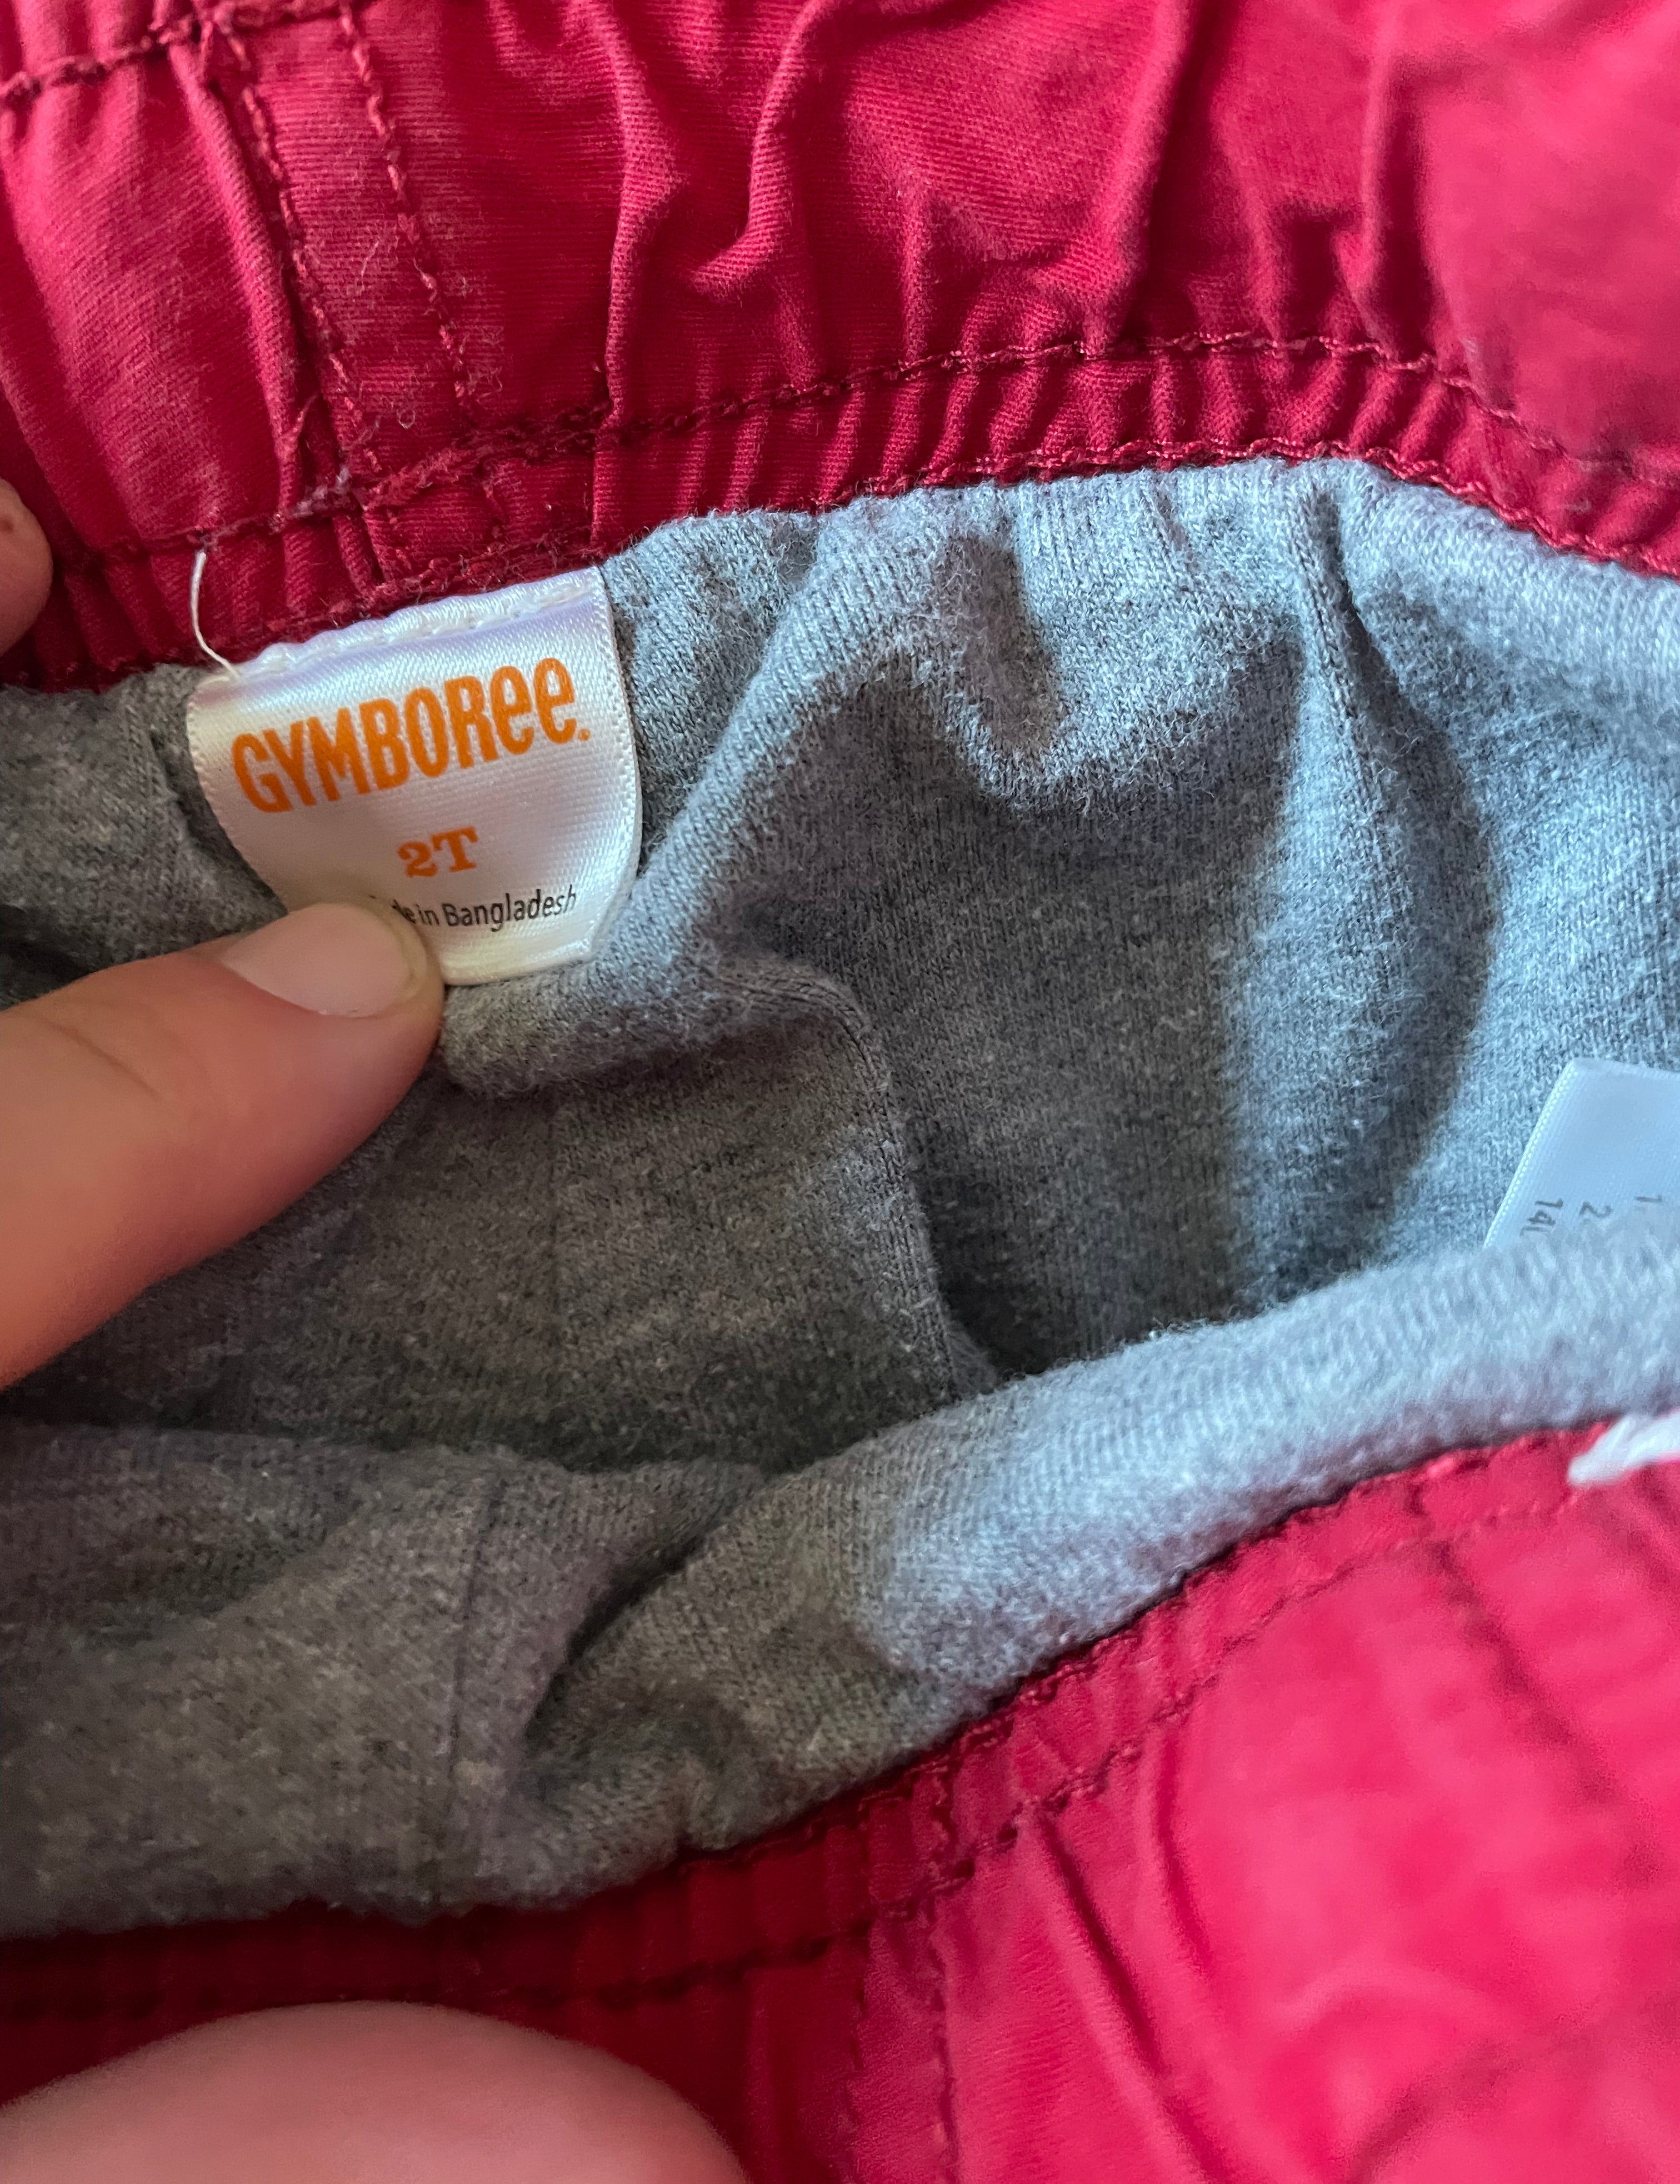 GYMBOREE.
2T
in Bangladesh